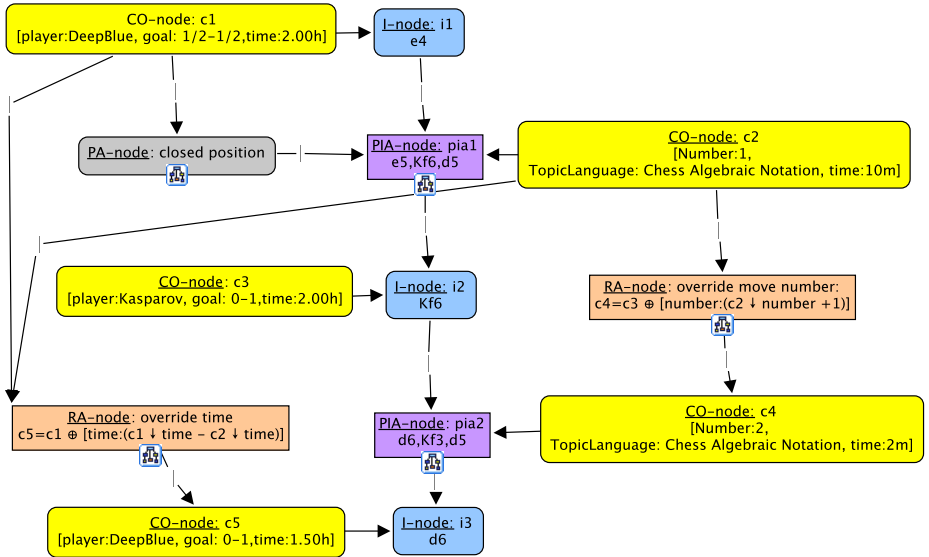 CO-node: c1
[player:DeepBlue, goal: 1/2-1/2,time:2.00h]
I-node: i1
e4
PA-node: closed position
PIA-node: pia1
e5,Kf6,d5
CO-node: c2
[Number:1,
TopicLanguage: Chess Algebraic Notation, time:10m]
CO-node: c3
[player:Kasparov, goal: 0-1,time:2.00h]
I-node: i2
Kf6
RA-node: override move number:
c4=c3 ⊕ [number:(c2 ↓ number +1)]
RA-node: override time
c5=c1 ⊕ [time:(c1 ↓ time - c2 ↓ time)]
PIA-node: pia2
d6,Kf3,d5
CO-node: c4
[Number:2,
TopicLanguage: Chess Algebraic Notation, time:2m]
CO-node: c5
[player:DeepBlue, goal: 0-1,time:1.50h]
I-node: i3
d6